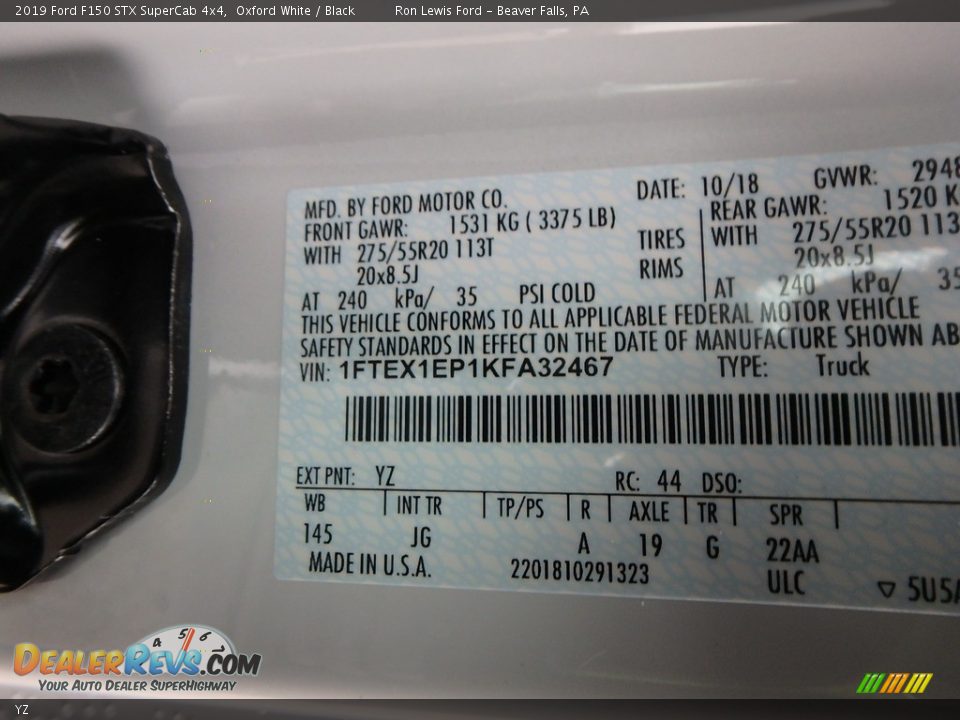 2019 Ford F150 STX SuperCab 4x4, Oxford White / Black Ron Lewis Ford - Beaver Falls, PA
MFD. BY FORD MOTOR CO. DATE: 10/18 GVWR: 2948
FRONT GAWR: 1531 KG ( 3375 LB) REAR GAWR: 1520 K
WITH 275/55R20 113T TIRES WITH 275/55R20 113
20x8.5J RIMS 20x8.5J
AT 240 kPa/ 35 PSI COLD AT 240 kPa/ 35
THIS VEHICLE CONFORMS TO ALL APPLICABLE FEDERAL MOTOR VEHICLE
SAFETY STANDARDS IN EFFECT ON THE DATE OF MANUFACTURE SHOWN AB
VIN: 1FTEX1EP1KFA32467 TYPE: Truck
EXT PNT: YZ RC: 44 DSO:
WB INT TR TP/PS R AXLE TR SPR
145 JG A 19 G 22AA
MADE IN U.S.A. 2201810291323 ULC ▽ 5U5A
4 5 6 7
DEALERREVS.COM
YOUR AUTO DEALER SUPERHIGHWAY
YZ